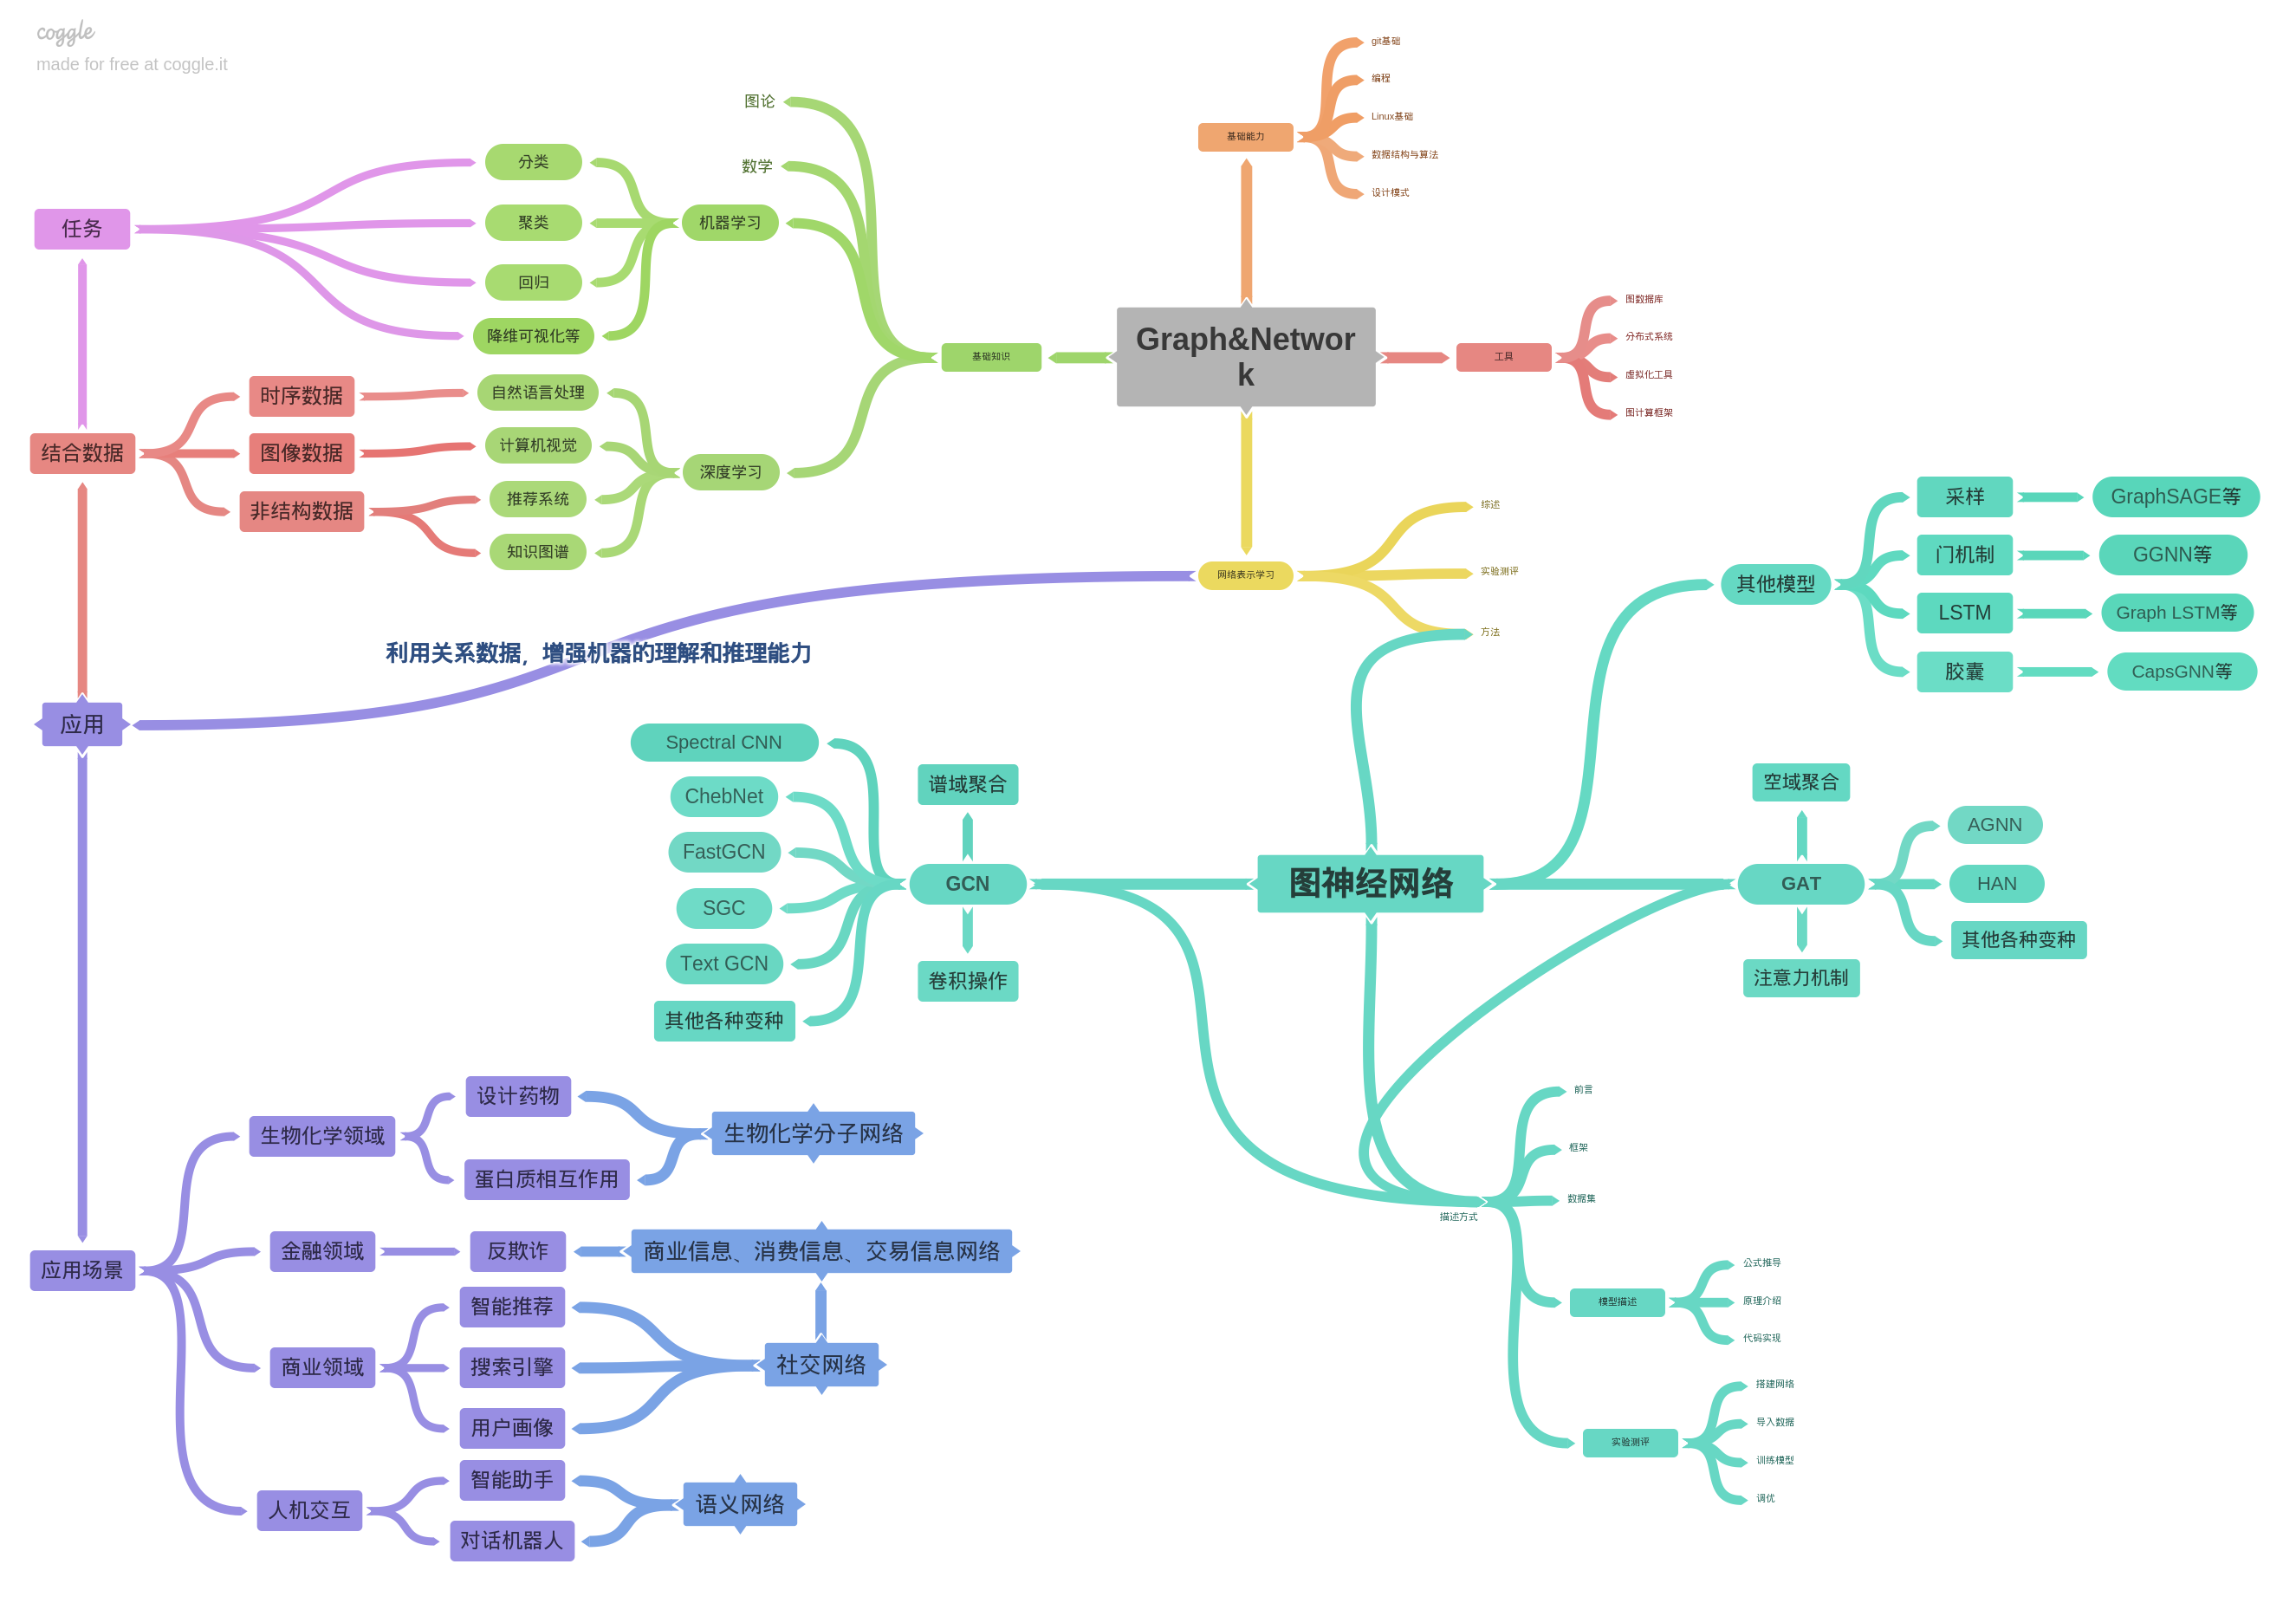 coggle
made for free at coggle.it
git基础
编程
Linux基础
数据结构与算法
设计模式
基础能力
图论
数学
机器学习
分类
聚类
回归
降维可视化等
任务
Graph&Networ
k
基础知识
工具
图数据库
分布式系统
虚拟化工具
图计算框架
时序数据
图像数据
非结构数据
结合数据
自然语言处理
计算机视觉
推荐系统
知识图谱
深度学习
网络表示学习
综述
实验测评
方法
利用关系数据，增强机器的理解和推理能力
应用
其他模型
采样
GraphSAGE等
门机制
GGNN等
LSTM
Graph LSTM等
胶囊
CapsGNN等
Spectral CNN
ChebNet
FastGCN
SGC
Text GCN
其他各种变种
谱域聚合
GCN
卷积操作
图神经网络
空域聚合
GAT
注意力机制
AGNN
HAN
其他各种变种
前言
框架
数据集
描述方式
模型描述
公式推导
原理介绍
代码实现
实验测评
搭建网络
导入数据
训练模型
调优
应用场景
生物化学领域
设计药物
蛋白质相互作用
生物化学分子网络
金融领域
反欺诈
商业信息、消费信息、交易信息网络
商业领域
智能推荐
搜索引擎
用户画像
社交网络
人机交互
智能助手
对话机器人
语义网络